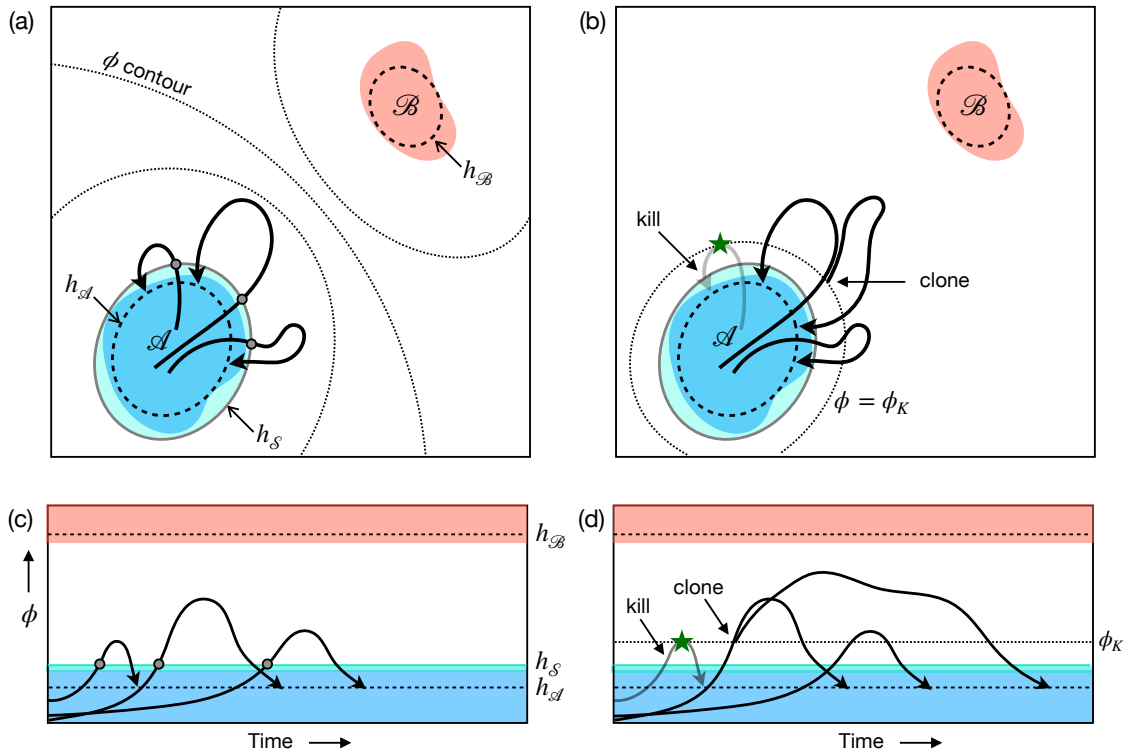 (a)
ϕ contour
ℬ
h_ℬ
h_𝒜
𝒜
h_𝒮
(b)
ℬ
kill
clone
𝒜
ϕ = ϕ_K
(c)
h_ℬ
ϕ
h_𝒮
h_𝒜
Time
(d)
clone
kill
ϕ_K
Time